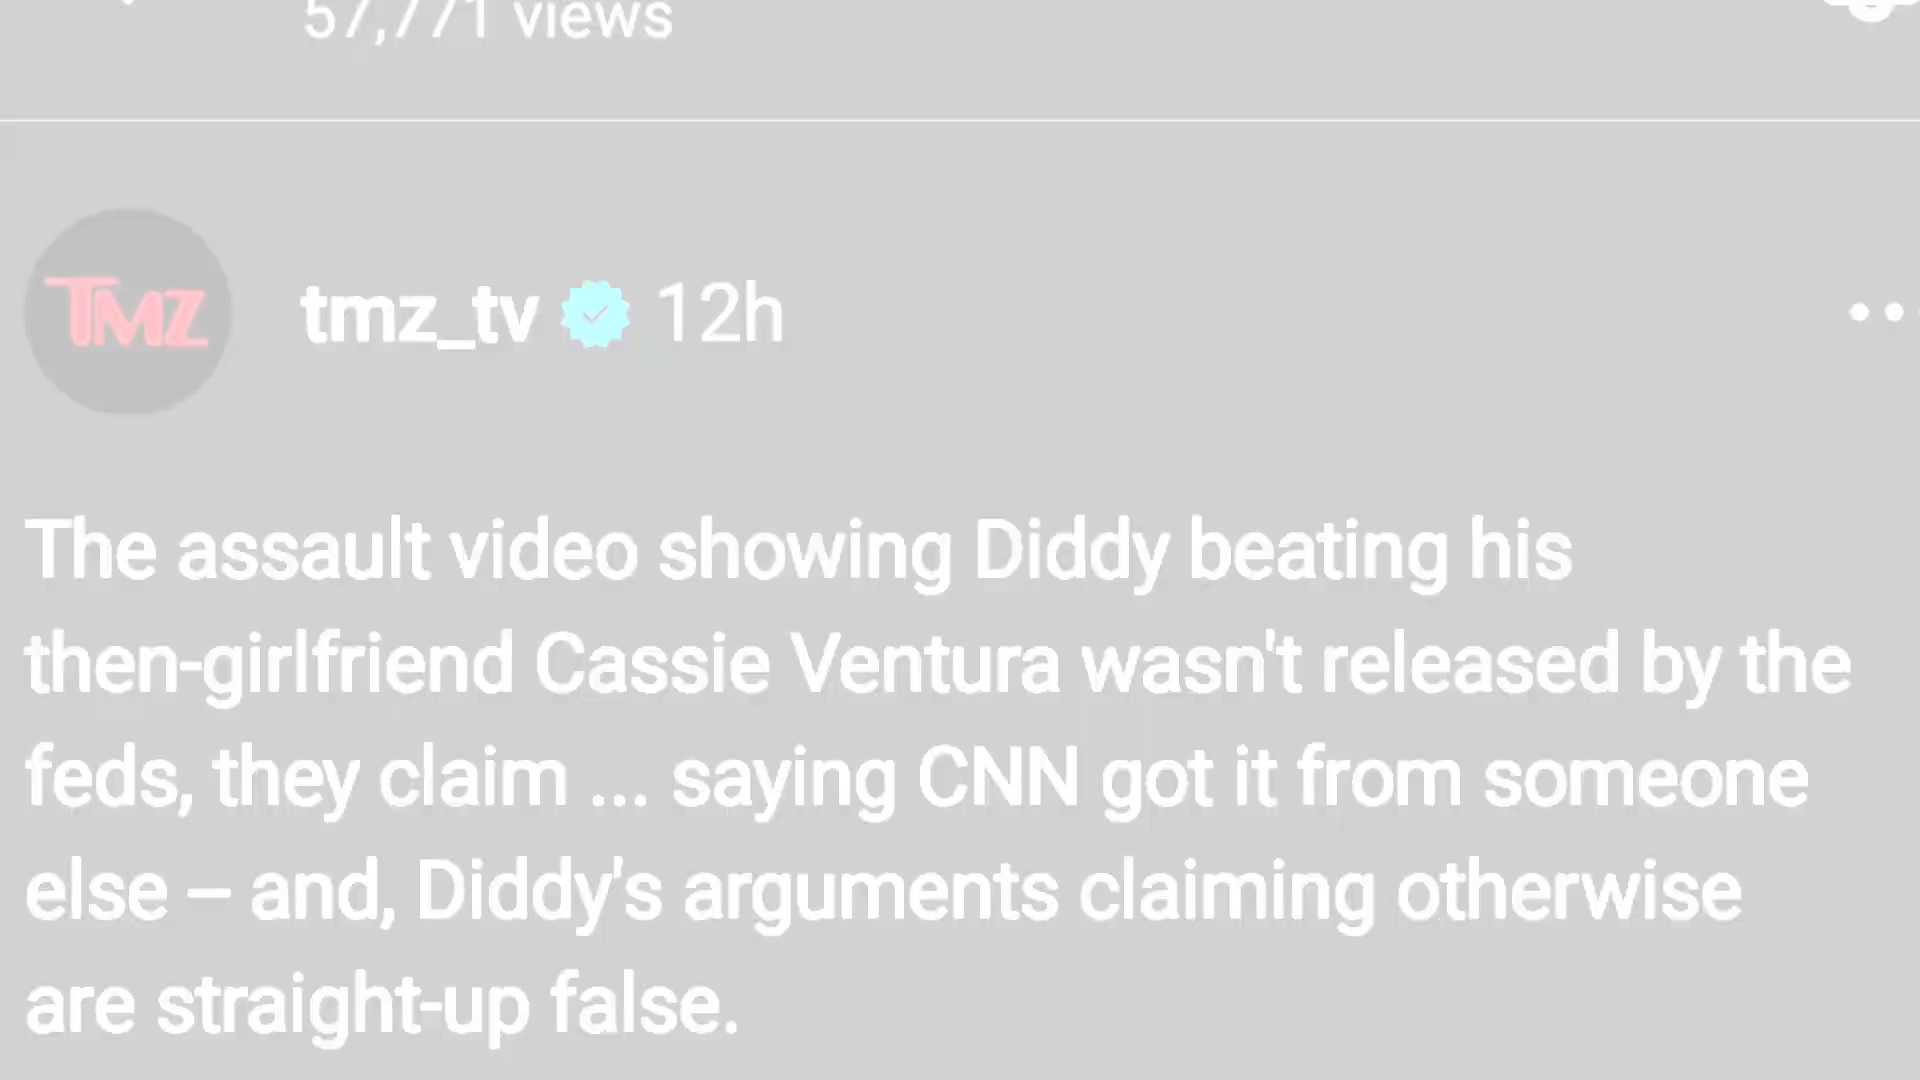 57,771 views
TMZ
tmz_tv 12h
The assault video showing Diddy beating his
then-girlfriend Cassie Ventura wasn't released by the
feds, they claim ... saying CNN got it from someone
else – and, Diddy's arguments claiming otherwise
are straight-up false.